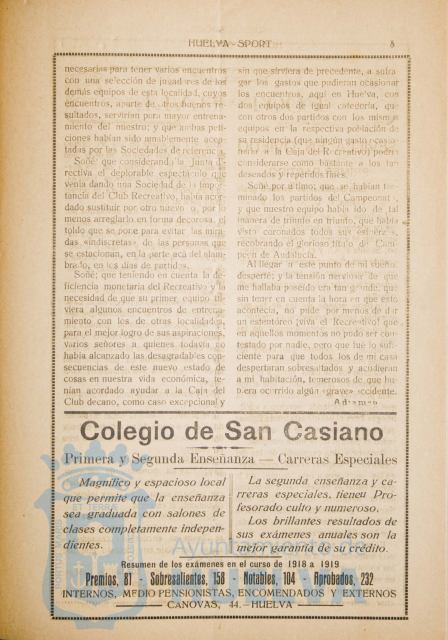 HUELVA-SPORT
necesarias para tener varios encuentros
con una selección de jugadores de los
demás equipos de esta localidad, cuyos
encuentros, aparte de otros buenos re-
sultados, servirían para mayor entrena-
miento del nuestro; y que ambas peti-
ciones habían sido amablemente acep-
tadas por las Sociedades de referencia.
Soñé que considerando la Junta di-
rectiva el deplorable espectáculo que
venía dando una Sociedad de la impor-
tancia del Club Recreativo, había acor-
dado sustituir por otro nuevo o, por lo
menos arreglarlo en forma decorosa, el
toldo que se pone para evitar las mira-
das «indiscretas» de las personas que
se estacionan, en la parte acá del alam-
brado, en los días de partidos.
Soñé; que teniendo en cuenta la de-
ficiencia monetaria del Recreativo y la
necesidad de que su primer equipo tu-
viera algunos encuentros de entrena-
miento con los de otras localidades,
para el mejor logro de sus aspiraciones,
varios señores a quienes todavía no
había alcanzado las desagradables con-
secuencias de este nuevo estado de
cosas en nuestra vida económica, te-
nían acordado ayudar a la Caja del
Club decano, como caso excepcional y
sin que sirviera de precedente, a sufra-
gar los gastos que pudieran ocasionar
los encuentros, aquí en Huelva, con
dos equipos de igual categoría, que
con otros dos partidos con los mismos
equipos en la respectiva población de
su residencia (que ningún gasto ocasio-
naría a la Caja del Recreativo) podría
considerarse como bastante a los tan
deseados y repetidos fines.
Soñé por último; que se habían ter-
minado los partidos del Campeonato,
y que nuestro equipo había ido de tal
manera de triunfo en triunfo, que había
visto coronados todos sus esfuerzos,
recobrando el glorioso título de Cam-
peón de Andalucía.
Al llegar a este punto de mi sueño,
desperté; y la tensión nerviosa de que
me hallaba poseído era tan grande, que
sin tener en cuenta la hora en que esto
acontecía, no pude por menos de dar
un estentóreo ¡viva el Recreativo! que
en aquellos momentos no pudo ser con-
testado por nadie, pero que fué lo sufi-
ciente para que todos los de mi casa
despertaran sobresaltados y acudieran
a mi habitación, temerosos de que hu-
biera ocurrido algún «grave» accidente.
Colegio de San Casiano
Primera y Segunda Enseñanza — Carreras Especiales
Magnífico y espacioso local
que permite que la enseñanza
sea graduada con salones de
clases completamente indepen-
dientes.
La segunda enseñanza y ca-
rreras especiales, tienen Pro-
fesorado culto y numeroso.
Los brillantes resultados de
sus exámenes anuales son la
mejor garantía de su crédito.
Resumen de los exámenes en el curso de 1918 a 1919
Premios, 81 - Sobresalientes, 158 - Notables, 104 - Aprobados, 232
INTERNOS, MEDIO PENSIONISTAS, ENCOMENDADOS Y EXTERNOS
CANOVAS, 44.—HUELVA